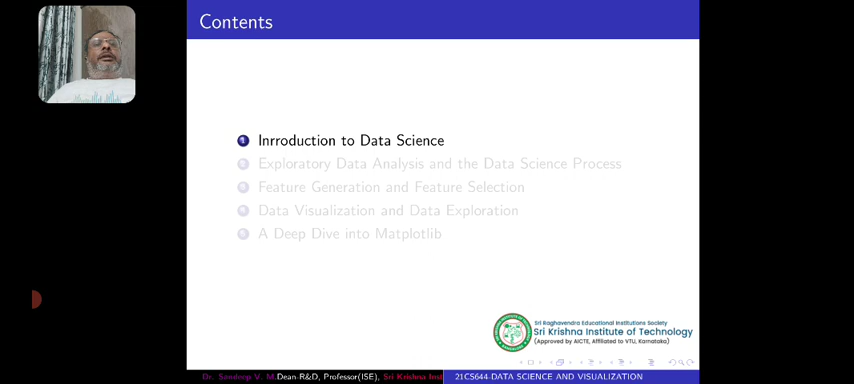 Contents
1 Inrroduction to Data Science
2 Exploratory Data Analysis and the Data Science Process
3 Feature Generation and Feature Selection
4 Data Visualization and Data Exploration
5 A Deep Dive into Matplotlib
Sri Raghavendra Educational Institutions Society
Sri Krishna Institute of Technology
(Approved by AICTE, Affiliated to VTU, Karnataka)
Dr. Sandeep V. M,Dean-R&D, Professor(ISE), Sri Krishna Inst 21CS644 DATA SCIENCE AND VISUALIZATION